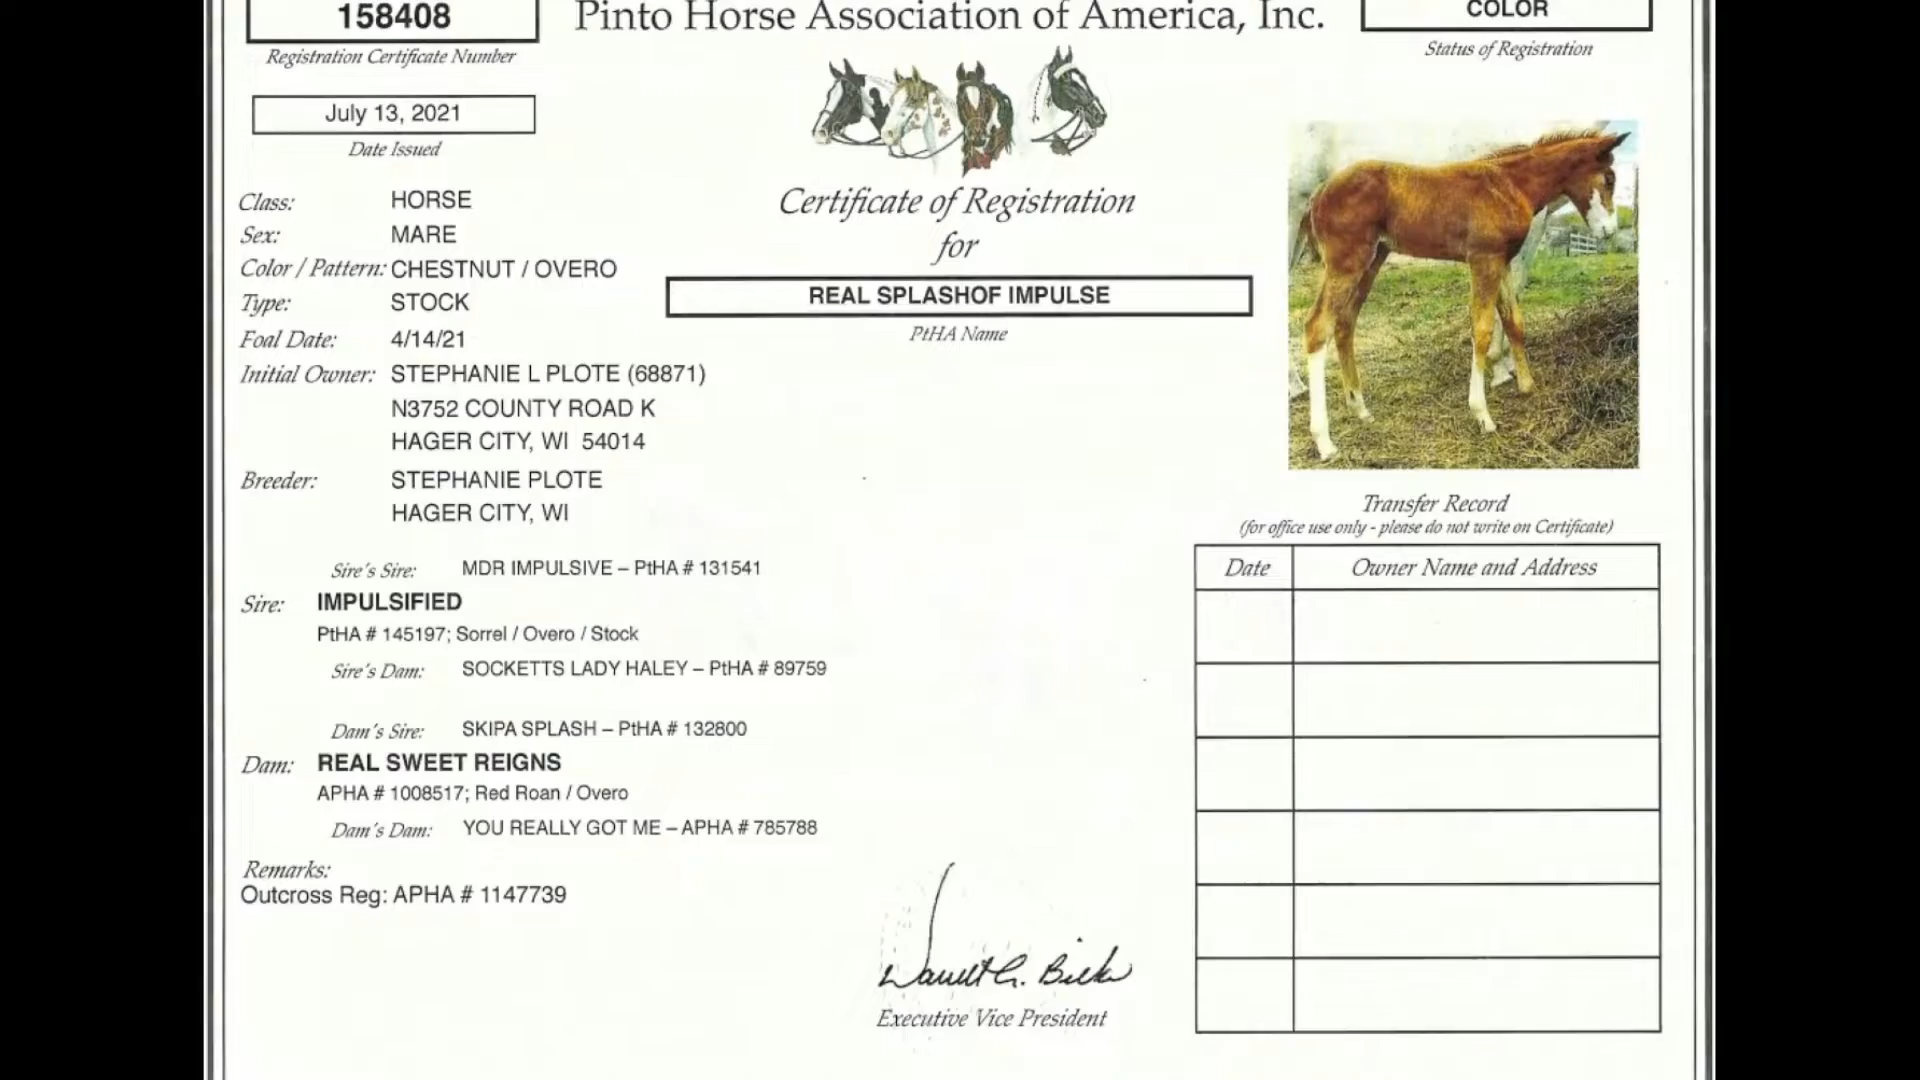 158408
Pinto Horse Association of America, Inc.
COLOR
Registration Certificate Number
Status of Registration
July 13, 2021
Date Issued
Class: HORSE
Sex: MARE
Color / Pattern: CHESTNUT / OVERO
Type: STOCK
Foal Date: 4/14/21
Initial Owner: STEPHANIE L PLOTE (68871)
N3752 COUNTY ROAD K
HAGER CITY, WI 54014
Breeder: STEPHANIE PLOTE
HAGER CITY, WI
Certificate of Registration
for
REAL SPLASHOF IMPULSE
PtHA Name
Sire's Sire: MDR IMPULSIVE – PtHA # 131541
Sire: IMPULSIFIED
PtHA # 145197; Sorrel / Overo / Stock
Sire's Dam: SOCKETTS LADY HALEY – PtHA # 89759
Dam's Sire: SKIPA SPLASH – PtHA # 132800
Dam: REAL SWEET REIGNS
APHA # 1008517; Red Roan / Overo
Dam's Dam: YOU REALLY GOT ME – APHA # 785788
Remarks:
Outcross Reg: APHA # 1147739
Transfer Record
(for office use only - please do not write on Certificate)
Date Owner Name and Address
Executive Vice President